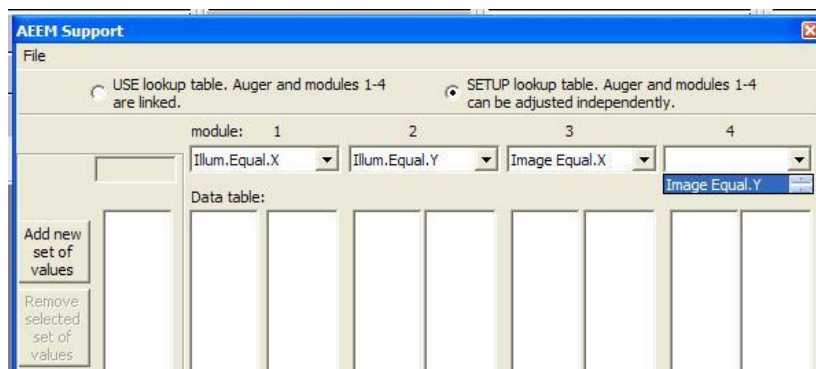 AEEM Support
File
USE lookup table. Auger and modules 1-4
are linked.
SETUP lookup table. Auger and modules 1-4
can be adjusted independently.
module: 1 2 3 4
Illum.Equal.X Illum.Equal.Y Image Equal.X
Image Equal.Y
Data table:
Add new
set of
values
Remove
selected
set of
values